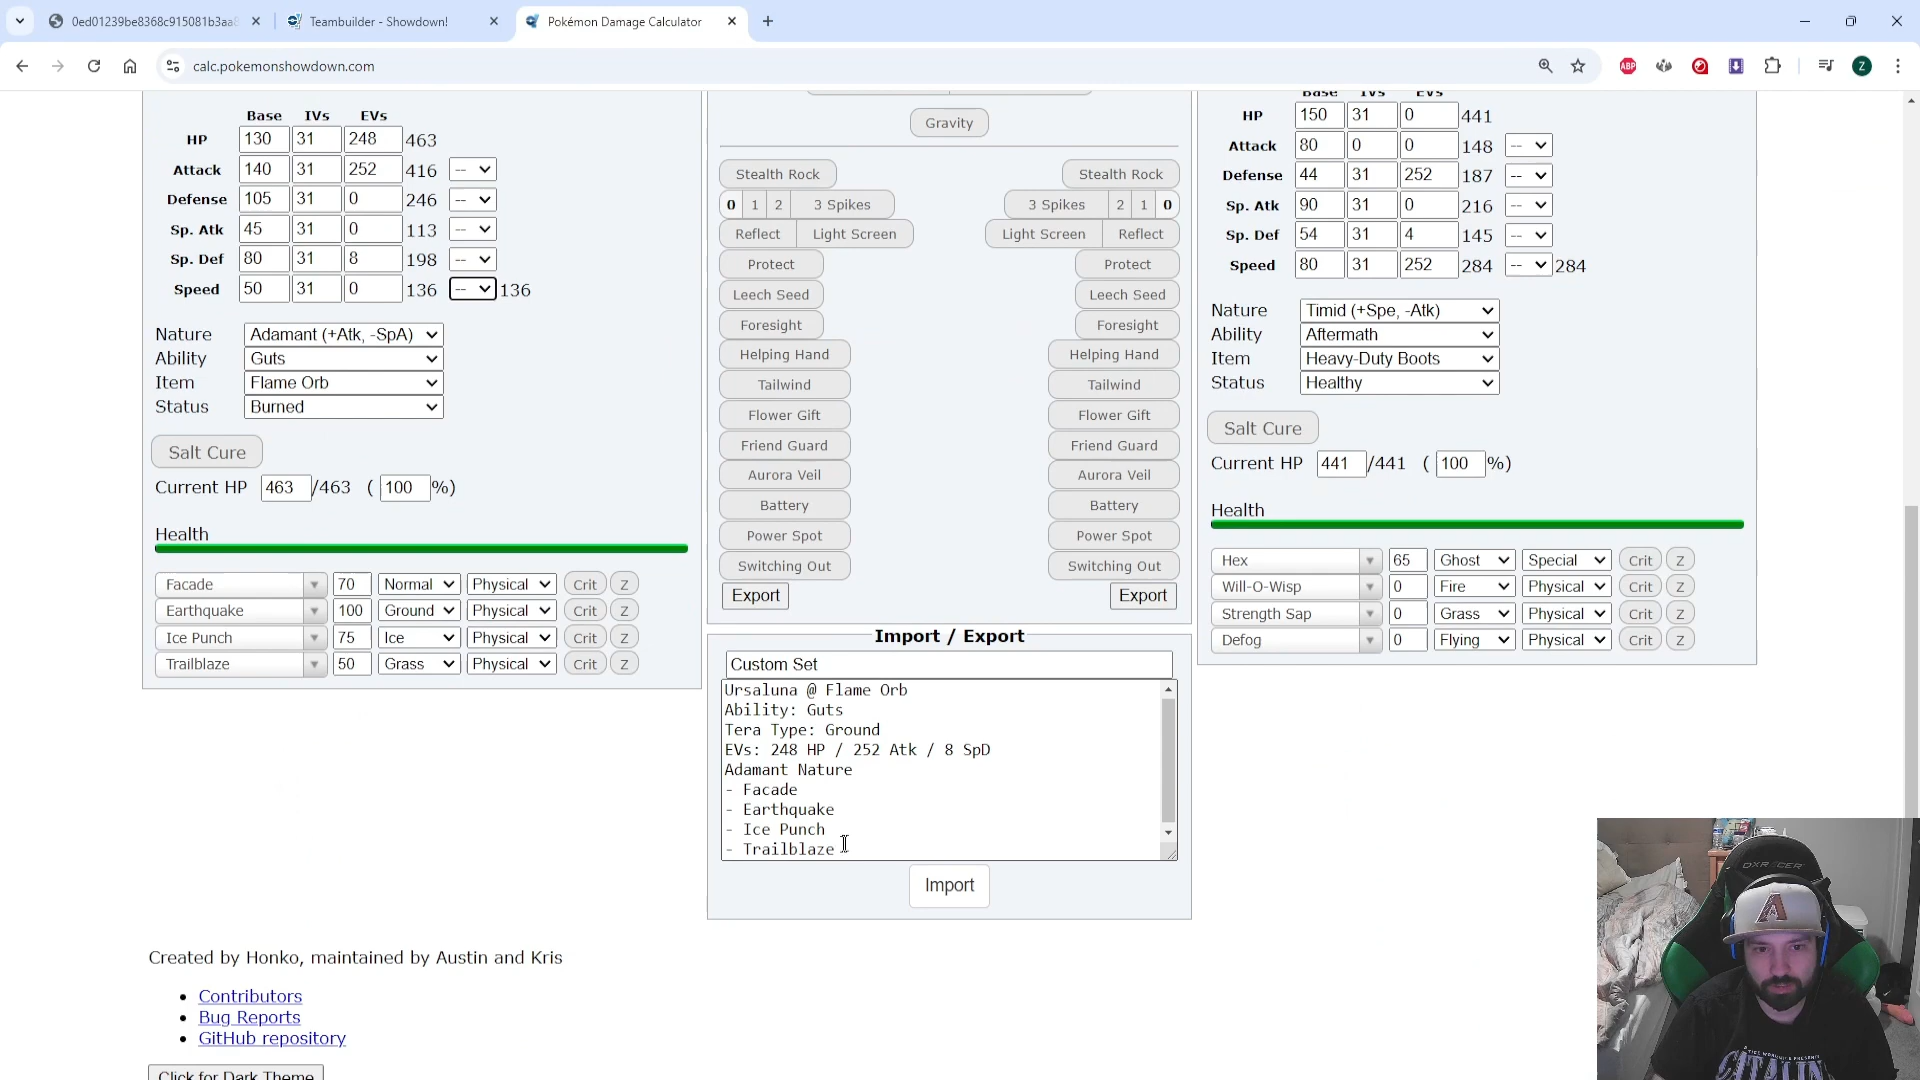 0ed01239be8368c915081b3aa8
Teambuilder - Showdown!
Pokémon Damage Calculator
calc.pokemonshowdown.com
ABP
Z
Base IVs EVs
HP 130 31 248 463
Attack 140 31 252 416 --
Defense 105 31 0 246 --
Sp. Atk 45 31 0 113 --
Sp. Def 80 31 8 198 --
Speed 50 31 0 136 -- 136
Nature Adamant (+Atk, -SpA)
Ability Guts
Item Flame Orb
Status Burned
Salt Cure
Current HP 463 /463 ( 100 %)
Health
Facade 70 Normal Physical Crit Z
Earthquake 100 Ground Physical Crit Z
Ice Punch 75 Ice Physical Crit Z
Trailblaze 50 Grass Physical Crit Z
Gravity
Stealth Rock Stealth Rock
0 1 2 3 Spikes 3 Spikes 2 1 0
Reflect Light Screen Light Screen Reflect
Protect Protect
Leech Seed Leech Seed
Foresight Foresight
Helping Hand Helping Hand
Tailwind Tailwind
Flower Gift Flower Gift
Friend Guard Friend Guard
Aurora Veil Aurora Veil
Battery Battery
Power Spot Power Spot
Switching Out Switching Out
Export Export
Import / Export
Custom Set
Ursaluna @ Flame Orb
Ability: Guts
Tera Type: Ground
EVs: 248 HP / 252 Atk / 8 SpD
Adamant Nature
- Facade
- Earthquake
- Ice Punch
- Trailblaze
Import
Base IVs EVs
HP 150 31 0 441
Attack 80 0 0 148 --
Defense 44 31 252 187 --
Sp. Atk 90 31 0 216 --
Sp. Def 54 31 4 145 --
Speed 80 31 252 284 -- 284
Nature Timid (+Spe, -Atk)
Ability Aftermath
Item Heavy-Duty Boots
Status Healthy
Salt Cure
Current HP 441 /441 ( 100 %)
Health
Hex 65 Ghost Special Crit Z
Will-O-Wisp 0 Fire Physical Crit Z
Strength Sap 0 Grass Physical Crit Z
Defog 0 Flying Physical Crit Z
Created by Honko, maintained by Austin and Kris
• Contributors
• Bug Reports
• GitHub repository
Click for Dark Theme
DXRACER
A